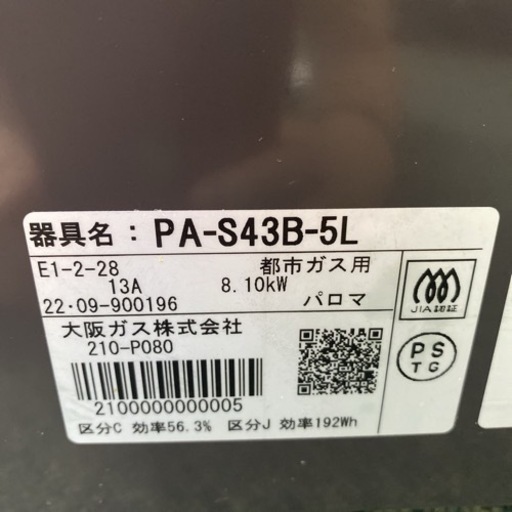 器具名：PA-S43B-5L
E1-2-28 都市ガス用
13A 8.10kW
22.09-900196 パロマ
JIA認証
大阪ガス株式会社
210-P080
PS
TG
2100000000005
区分C 効率56.3% 区分J 効率192Wh